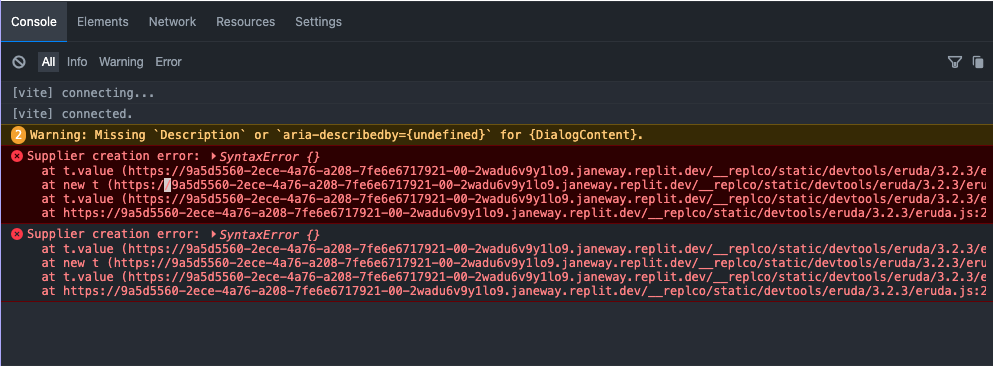 Console Elements Network Resources Settings
All Info Warning Error
[vite] connecting...
[vite] connected.
2 Warning: Missing `Description` or `aria-describedby={undefined}` for {DialogContent}.
Supplier creation error: SyntaxError {}
at t.value (https://9a5d5560-2ece-4a76-a208-7fe6e6717921-00-2wadu6v9y1lo9.janeway.replit.dev/__replco/static/devtools/eruda/3.2.3/e
at new t (https://9a5d5560-2ece-4a76-a208-7fe6e6717921-00-2wadu6v9y1lo9.janeway.replit.dev/__replco/static/devtools/eruda/3.2.3/eru
at t.value (https://9a5d5560-2ece-4a76-a208-7fe6e6717921-00-2wadu6v9y1lo9.janeway.replit.dev/__replco/static/devtools/eruda/3.2.3/e
at https://9a5d5560-2ece-4a76-a208-7fe6e6717921-00-2wadu6v9y1lo9.janeway.replit.dev/__replco/static/devtools/eruda/3.2.3/eruda.js:2
Supplier creation error: SyntaxError {}
at t.value (https://9a5d5560-2ece-4a76-a208-7fe6e6717921-00-2wadu6v9y1lo9.janeway.replit.dev/__replco/static/devtools/eruda/3.2.3/e
at new t (https://9a5d5560-2ece-4a76-a208-7fe6e6717921-00-2wadu6v9y1lo9.janeway.replit.dev/__replco/static/devtools/eruda/3.2.3/eru
at t.value (https://9a5d5560-2ece-4a76-a208-7fe6e6717921-00-2wadu6v9y1lo9.janeway.replit.dev/__replco/static/devtools/eruda/3.2.3/e
at https://9a5d5560-2ece-4a76-a208-7fe6e6717921-00-2wadu6v9y1lo9.janeway.replit.dev/__replco/static/devtools/eruda/3.2.3/eruda.js:2